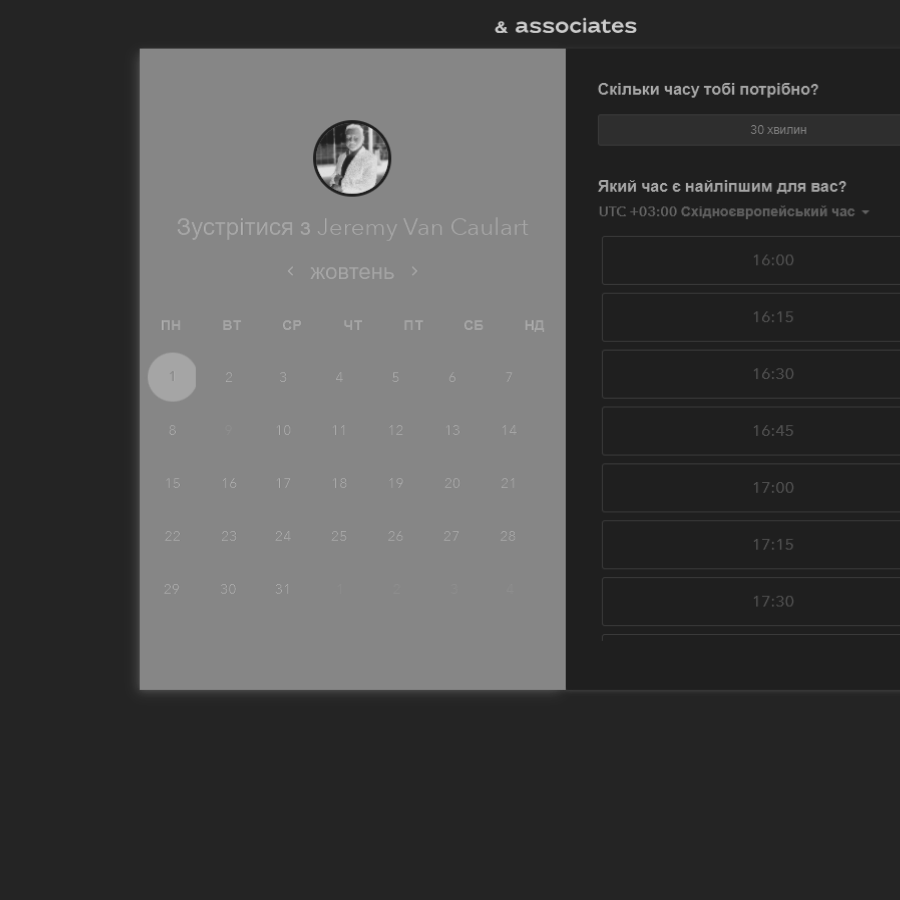 & associates
Зустрітися з Jeremy Van Caulart
жовтень
ПН ВТ СР ЧТ ПТ СБ НД
1 2 3 4 5 6 7
8 9 10 11 12 13 14
15 16 17 18 19 20 21
22 23 24 25 26 27 28
29 30 31 1 2 3 4
Скільки часу тобі потрібно?
30 хвилин
Який час є найліпшим для вас?
UTC +03:00 Східноєвропейський час
16:00
16:15
16:30
16:45
17:00
17:15
17:30